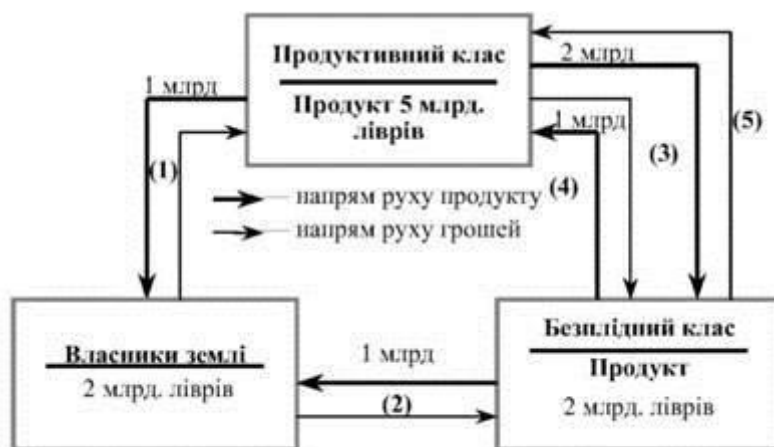 Продуктивний клас
1 млрд
2 млрд
Продукт 5 млрд.
ліврів
1 млрд
(5)
(1)
(3)
напрям руху продукту (4)
напрям руху грошей
Безплідний клас
Власники землі
1 млрд
Продукт
2 млрд. ліврів
(2)
2 млрд. ліврів